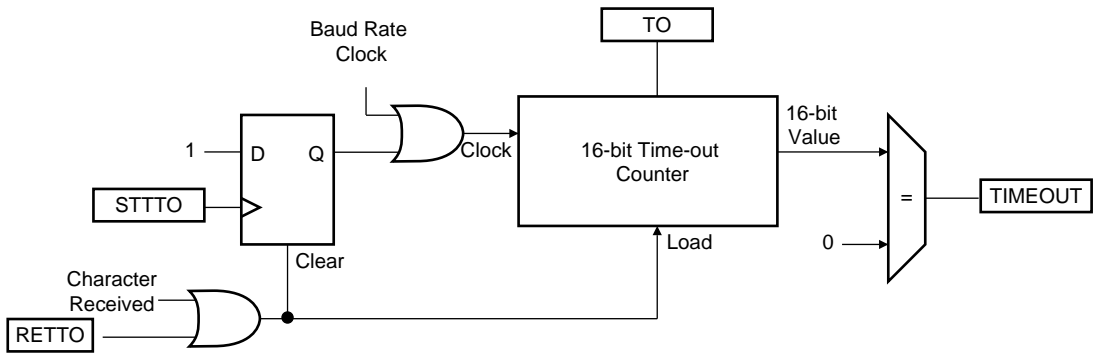 TO
Baud Rate
Clock
1
D
Q
STTTO
Clear
Clock
16-bit Time-out
Counter
16-bit
Value
Load
0
=
TIMEOUT
Character
Received
RETTO